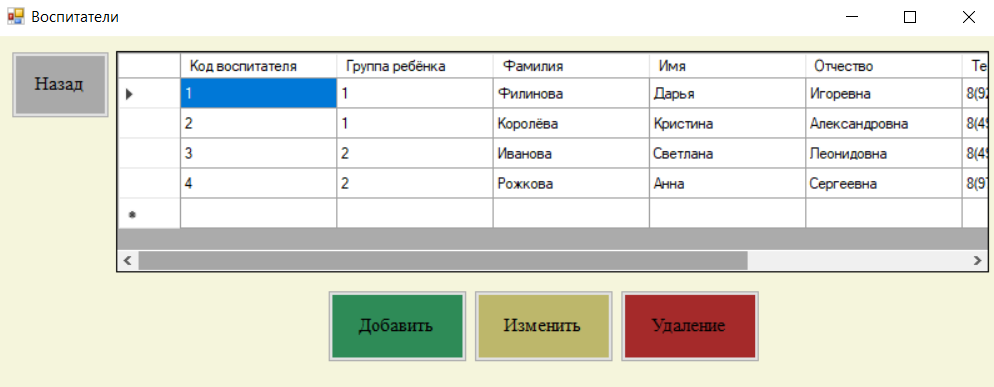 Воспитатели
Назад
Код воспитателя Группа ребёнка Фамилия Имя Отчество Те
1 1 Филинова Дарья Игоревна 8(92
2 1 Королёва Кристина Александровна 8(49
3 2 Иванова Светлана Леонидовна 8(49
4 2 Рожкова Анна Сергеевна 8(97
Добавить Изменить Удаление